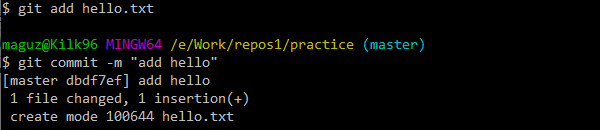 $ git add hello.txt
maguz@Kilk96 MINGW64 /e/Work/repos1/practice (master)
$ git commit -m "add hello"
[master dbdf7ef] add hello
 1 file changed, 1 insertion(+)
 create mode 100644 hello.txt